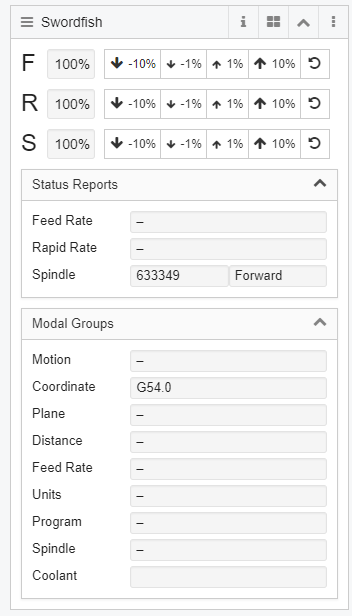 Swordfish
F 100% -10% -1% 1% 10%
R 100% -10% -1% 1% 10%
S 100% -10% -1% 1% 10%
Status Reports
Feed Rate –
Rapid Rate –
Spindle 633349 Forward
Modal Groups
Motion –
Coordinate G54.0
Plane –
Distance –
Feed Rate –
Units –
Program –
Spindle –
Coolant